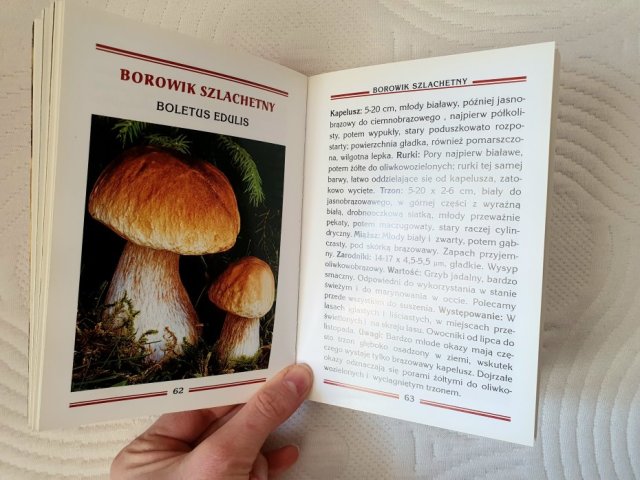 BOROWIK SZLACHETNY
BOLETUS EDULIS
62
BOROWIK SZLACHETNY
Kapelusz: 5-20 cm, młody białawy, później jasno-
brązowy do ciemnobrązowego , najpierw półkoli-
sty, potem wypukły, stary poduszkowato rozpo-
starty; powierzchnia gładka, również pomarszczo-
na, wilgotna lepka. Rurki: Pory najpierw białawe,
potem żółte do oliwkowozielonych; rurki tej samej
barwy, łatwo oddzielające się od kapelusza, zato-
kowo wycięte. Trzon: 5-20 x 2-6 cm, biały do
jasnobrązowego, w górnej części z wyraźną
białą, drobnooczkową siatką, młody przeważnie
pękaty, potem maczugowaty, stary raczej cylin-
dryczny. Miąższ: Młody biały i zwarty, potem gąb-
czasty, pod skórką brązowawy. Zapach przyjem-
ny. Zarodniki: 14-17 x 4,5-5,5 µm, gładkie. Wysyp
oliwkowobrązowy. Wartość: Grzyb jadalny, bardzo
smaczny. Odpowiedni do wykorzystania w stanie
świeżym i do marynowania w occie. Polecamy
przede wszystkim do suszenia. Występowanie: W
lasach iglastych i liściastych, w miejscach prze-
świetlonych i na skraju lasu. Owocniki od lipca do
listopada. Uwagi: Bardzo młode okazy mają czę-
sto trzon głęboko osadzony w ziemi, wskutek
czego wystaje tylko brązowawy kapelusz. Dojrzałe
okazy odznaczają się porami żółtymi do oliwko-
wozielonych i wyciągniętym trzonem.
63